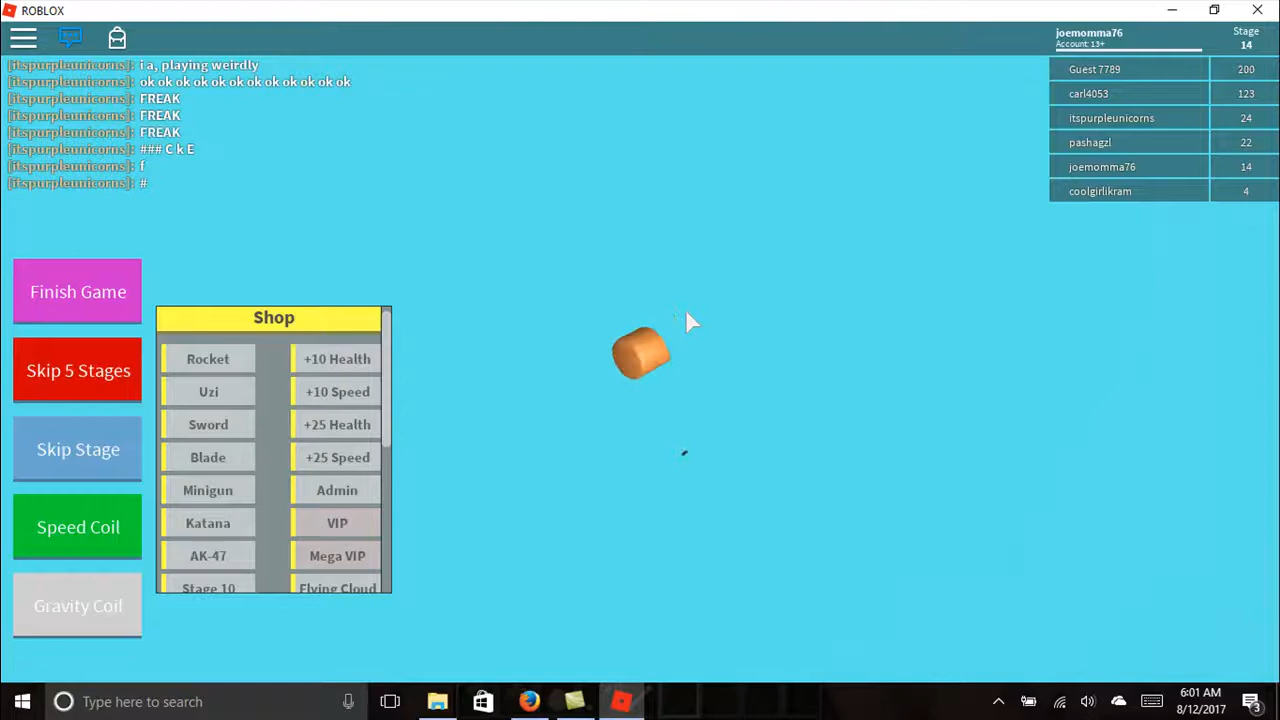 ROBLOX
joemomma76
Account: 13+
Stage
14
[itspurpleunicorns]: i a, playing weirdly
[itspurpleunicorns]: ok ok ok ok ok ok ok ok ok ok ok ok
[itspurpleunicorns]: FREAK
[itspurpleunicorns]: FREAK
[itspurpleunicorns]: FREAK
[itspurpleunicorns]: ### C k E
[itspurpleunicorns]: f
[itspurpleunicorns]: #
Guest 7789 200
carl4053 123
itspurpleunicorns 24
pashagzl 22
joemomma76 14
coolgirlikram 4
Finish Game
Skip 5 Stages
Skip Stage
Speed Coil
Gravity Coil
Shop
Rocket +10 Health
Uzi +10 Speed
Sword +25 Health
Blade +25 Speed
Minigun Admin
Katana VIP
AK-47 Mega VIP
Stage 10 Flying Cloud
Type here to search
6:01 AM
8/12/2017
3